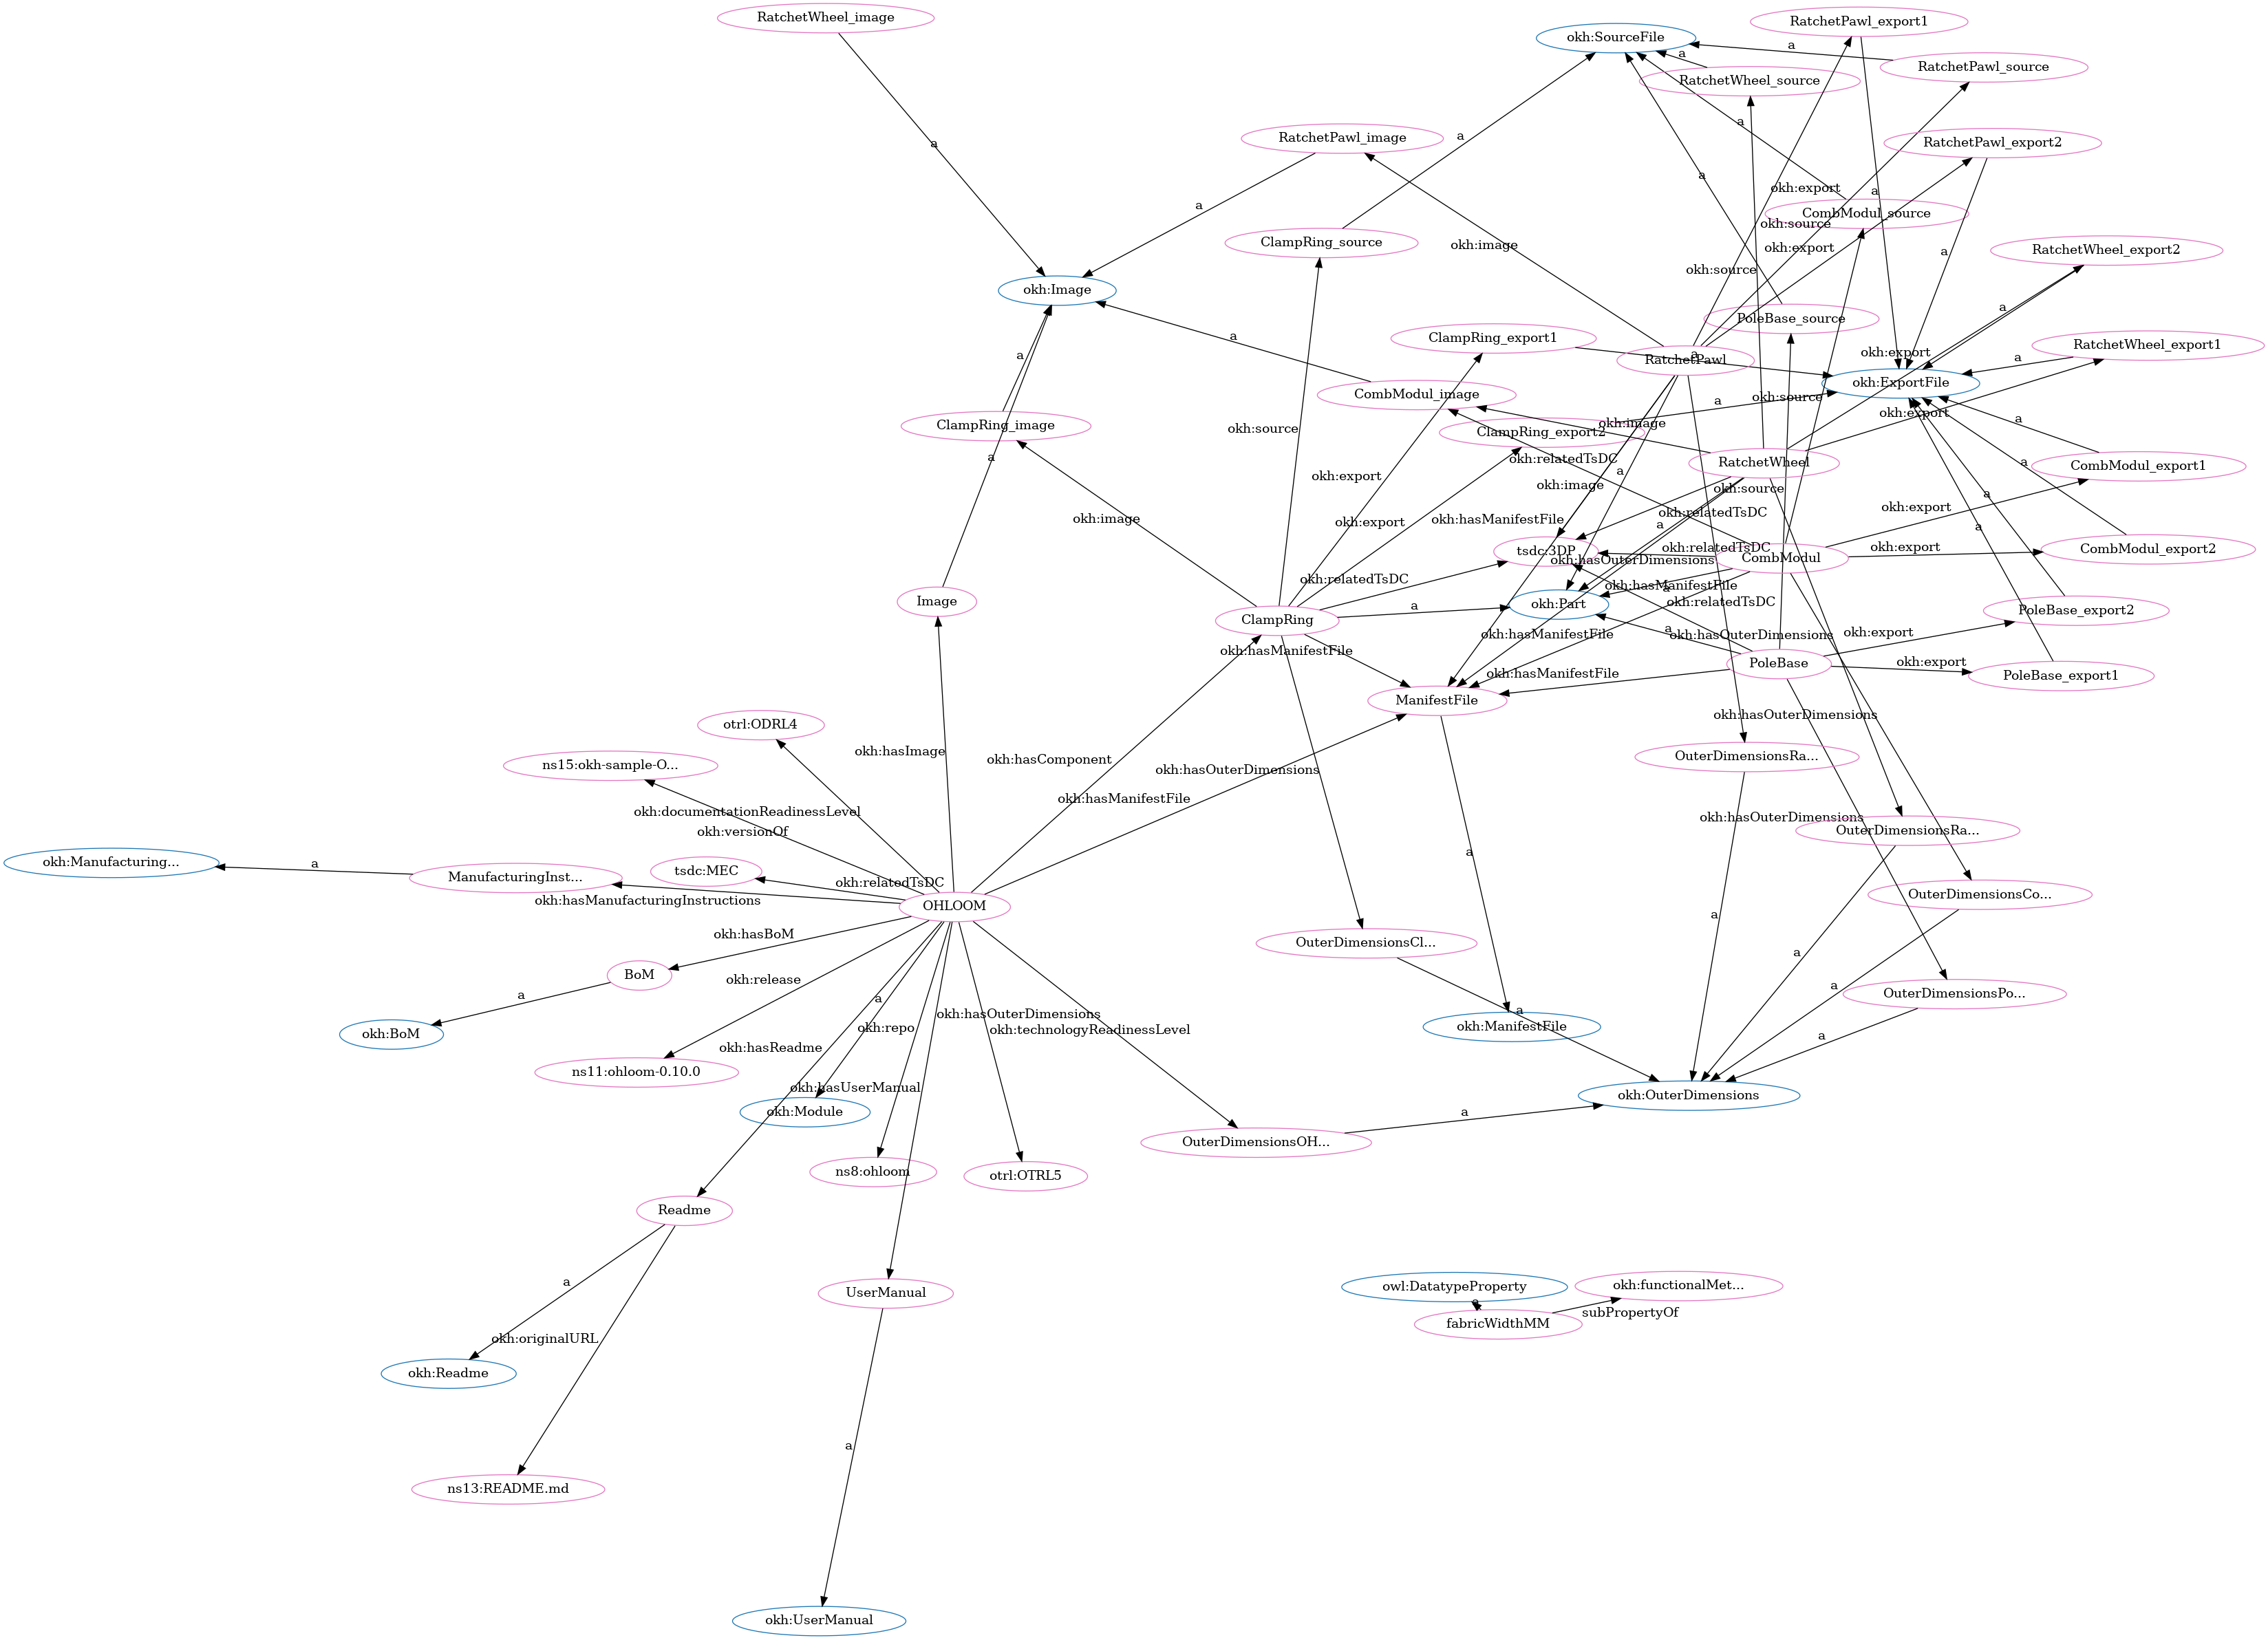 RatchetWheel_image
RatchetPawl_export1
okh:SourceFile
a
a
RatchetPawl_source
RatchetWheel_source
a
RatchetPawl_image
a
a
RatchetPawl_export2
a
a
okh:export
a
a
CombModul_source
okh:source
ClampRing_source
okh:image
okh:export
a
RatchetWheel_export2
okh:source
okh:Image
a
PoleBase_source
a
ClampRing_export1
RatchetWheel_export1
okh:export
a
a
RatchetPawl
a
okh:ExportFile
CombModul_image
a
okh:source
okh:export
a
ClampRing_image
okh:source
okh:image
ClampRing_export2
a
okh:relatedTsDC
RatchetWheel
a
CombModul_export1
okh:export
a
okh:image
okh:source
a
okh:export
okh:image
okh:export
okh:hasManifestFile
a
okh:relatedTsDC
a
okh:relatedTsDC
okh:export
CombModul_export2
tsdc:3DP
okh:hasOuterDimensions
CombModul
okh:relatedTsDC
okh:hasManifestFile
a
Image
okh:Part
okh:relatedTsDC
a
PoleBase_export2
ClampRing
okh:hasManifestFile
a
okh:hasOuterDimensions
okh:export
okh:hasManifestFile
PoleBase
okh:export
okh:hasManifestFile
PoleBase_export1
ManifestFile
okh:hasOuterDimensions
otrl:ODRL4
okh:hasImage
okh:hasComponent
OuterDimensionsRa...
ns15:okh-sample-O...
okh:hasOuterDimensions
okh:hasManifestFile
okh:documentationReadinessLevel
okh:hasOuterDimensions
okh:versionOf
OuterDimensionsRa...
a
okh:Manufacturing...
a
tsdc:MEC
ManufacturingInst...
okh:relatedTsDC
OuterDimensionsCo...
okh:hasManufacturingInstructions
OHLOOM
a
okh:hasBoM
OuterDimensionsCl...
a
BoM
okh:release
a
a
OuterDimensionsPo...
a
okh:hasOuterDimensions
a
okh:BoM
okh:repo
okh:technologyReadinessLevel
okh:ManifestFile
a
okh:hasReadme
ns11:ohloom-0.10.0
okh:hasUserManual
okh:OuterDimensions
okh:Module
a
OuterDimensionsOH...
ns8:ohloom
otrl:OTRL5
Readme
a
owl:DatatypeProperty
okh:functionalMet...
UserManual
a
subPropertyOf
fabricWidthMM
okh:originalURL
okh:Readme
a
ns13:README.md
okh:UserManual